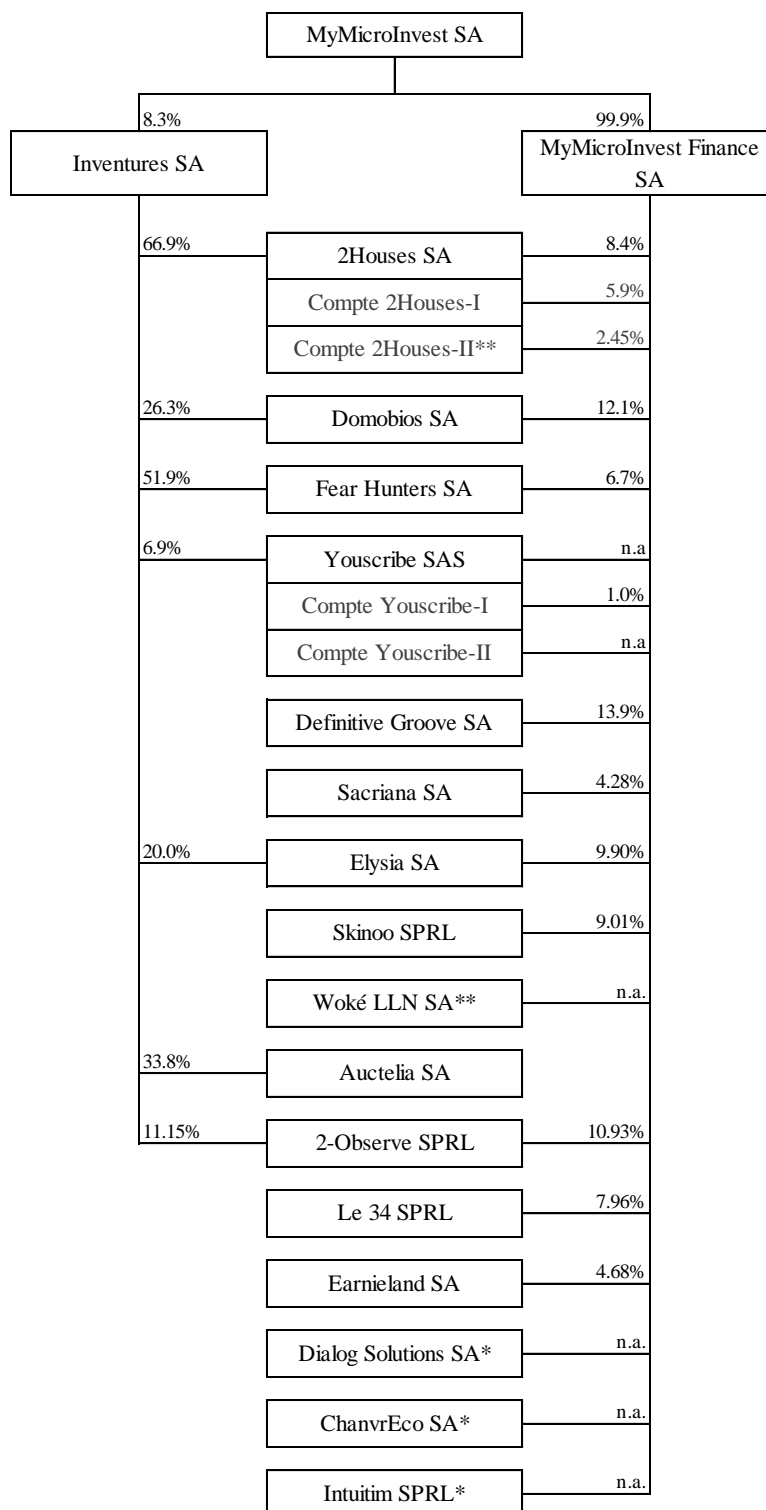 MyMicroInvest SA
8.3%
99.9%
Inventures SA
MyMicroInvest Finance
SA
66.9%
2Houses SA
8.4%
Compte 2Houses-I
5.9%
Compte 2Houses-II**
2.45%
26.3%
Domobios SA
12.1%
51.9%
Fear Hunters SA
6.7%
6.9%
Youscribe SAS
n.a
Compte Youscribe-I
1.0%
Compte Youscribe-II
n.a
Definitive Groove SA
13.9%
Sacriana SA
4.28%
20.0%
Elysia SA
9.90%
Skinoo SPRL
9.01%
Woké LLN SA**
n.a.
33.8%
Auctelia SA
11.15%
2-Observe SPRL
10.93%
Le 34 SPRL
7.96%
Earnieland SA
4.68%
Dialog Solutions SA*
n.a.
ChanvrEco SA*
n.a.
Intuitim SPRL*
n.a.